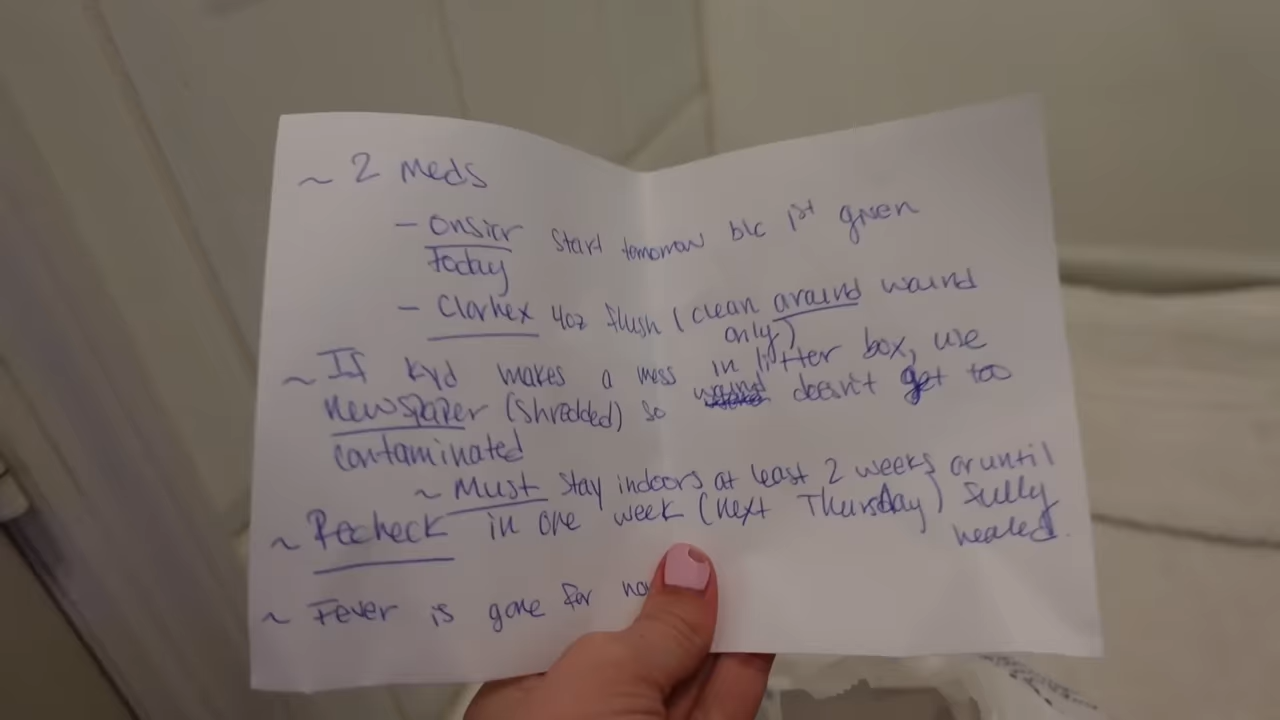 ~ 2 Meds
- Onsior start tomorrow b/c 1st given
today
- Clorhex 4oz flush (clean around wound
only)
~ If kyd makes a mess in litter box, use
newspaper (shredded) so wound doesn't get too
contaminated
~ Must stay indoors at least 2 weeks or until
fully
healed.
~ Recheck in one week (next Thursday)
~ Fever is gone for